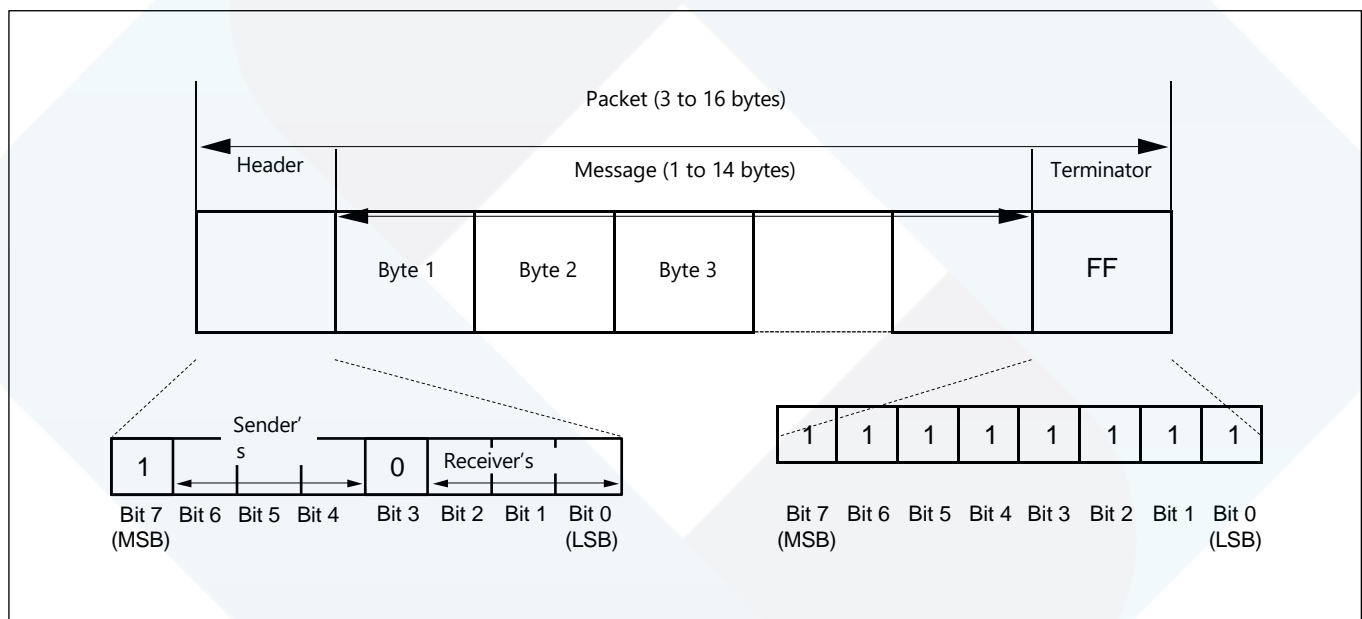 Packet (3 to 16 bytes)
Header
Message (1 to 14 bytes)
Terminator
Byte 1
Byte 2
Byte 3
FF
Sender'
s
Receiver's
1
0
Bit 7 Bit 6 Bit 5 Bit 4 Bit 3 Bit 2 Bit 1 Bit 0
(MSB) (LSB)
1 1 1 1 1 1 1 1
Bit 7 Bit 6 Bit 5 Bit 4 Bit 3 Bit 2 Bit 1 Bit 0
(MSB) (LSB)